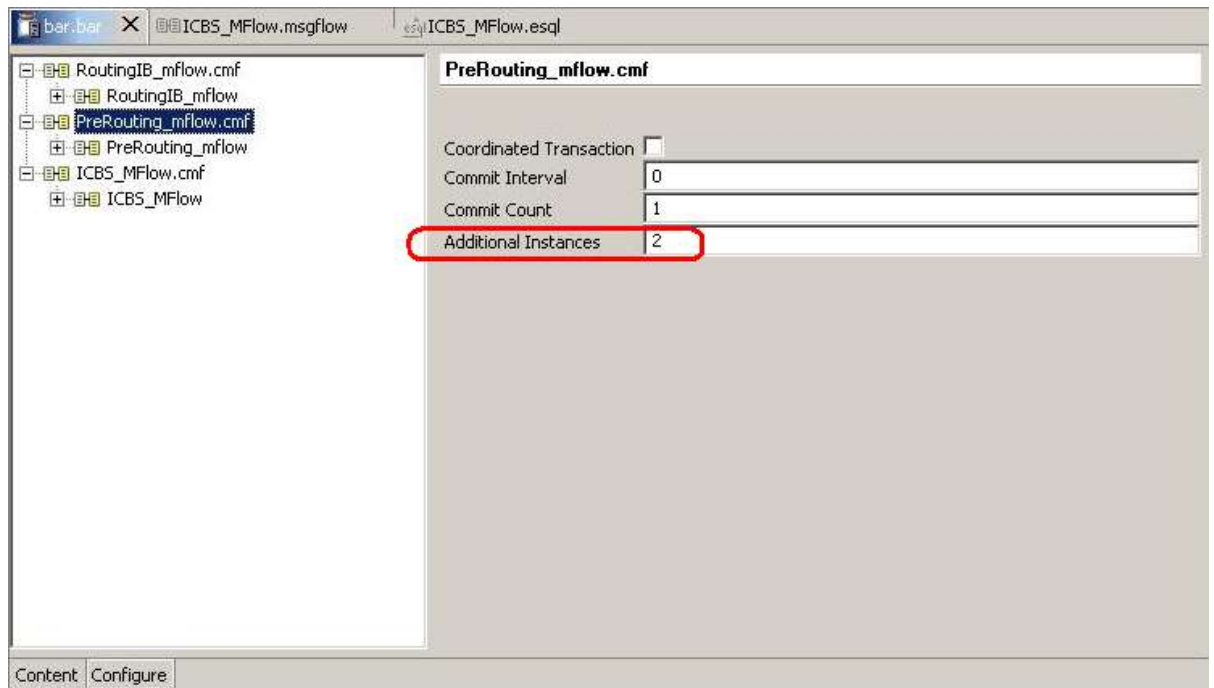 bar.bar ICBS_MFlow.msgflow ICBS_MFlow.esql
RoutingIB_mflow.cmf
RoutingIB_mflow
PreRouting_mflow.cmf
PreRouting_mflow
ICBS_MFlow.cmf
ICBS_MFlow
PreRouting_mflow.cmf
Coordinated Transaction
Commit Interval 0
Commit Count 1
Additional Instances 2
Content Configure